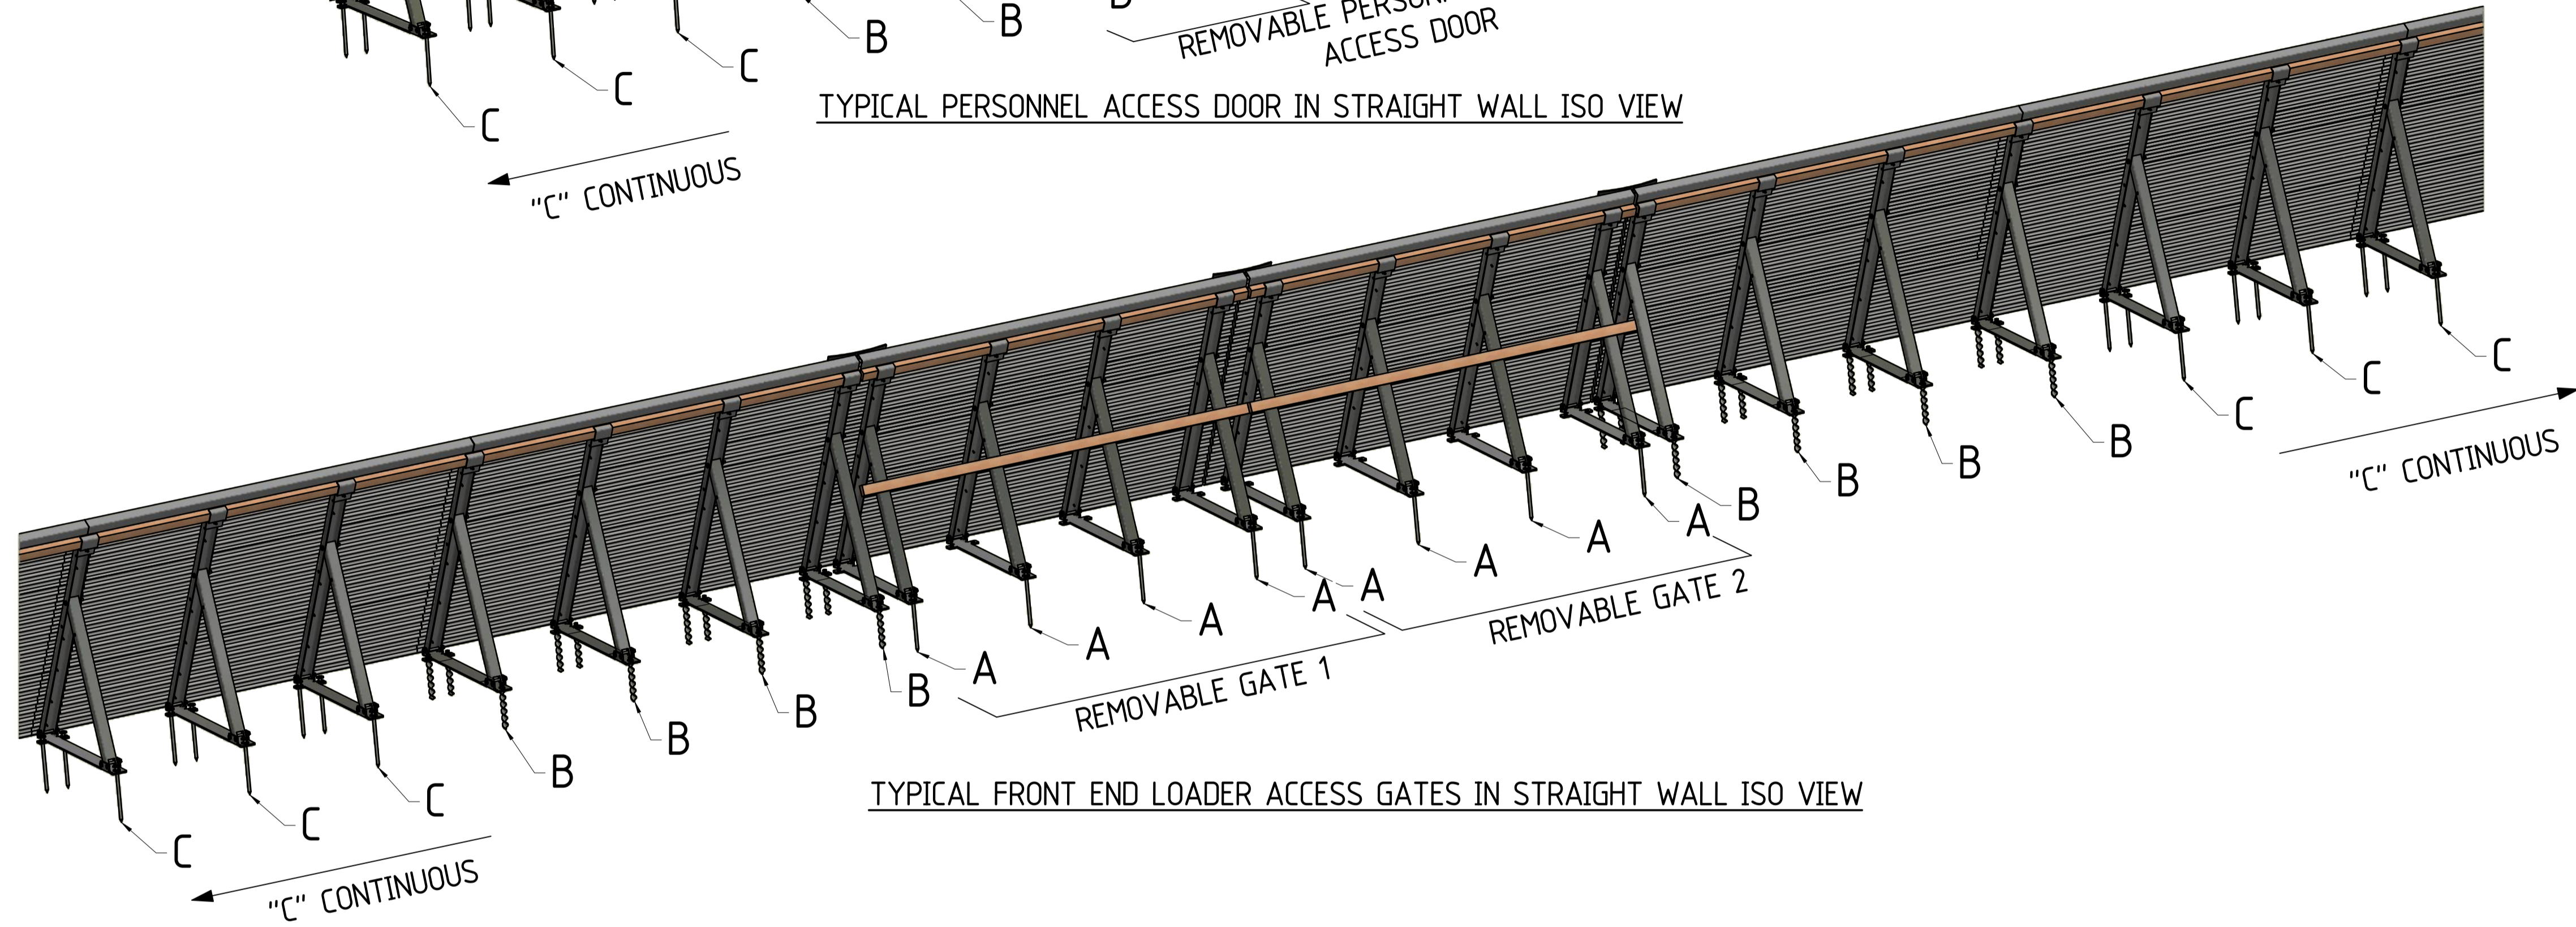 B
B
REMOVABLE
ACCESS DOOR
C
C
C
TYPICAL PERSONNEL ACCESS DOOR IN STRAIGHT WALL ISO VIEW
"C" CONTINUOUS
C
C
C
"C" CONTINUOUS
B
B
B
B
A
A
A
A
REMOVABLE GATE 2
A
A
A
A
REMOVABLE GATE 1
B
B
B
B
C
C
C
TYPICAL FRONT END LOADER ACCESS GATES IN STRAIGHT WALL ISO VIEW
"C" CONTINUOUS